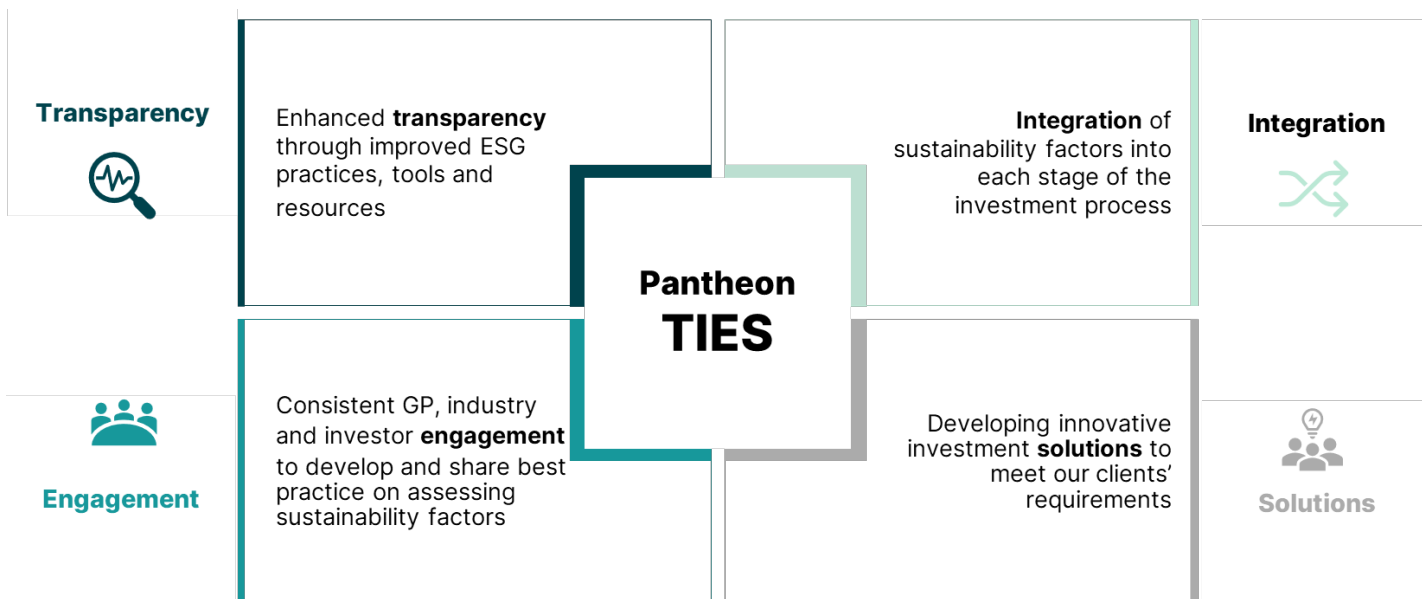 Transparency
Enhanced transparency
through improved ESG
practices, tools and
resources
Integration of
sustainability factors into
each stage of the
investment process
Integration
Pantheon
TIES
Engagement
Consistent GP, industry
and investor engagement
to develop and share best
practice on assessing
sustainability factors
Developing innovative
investment solutions to
meet our clients’
requirements
Solutions